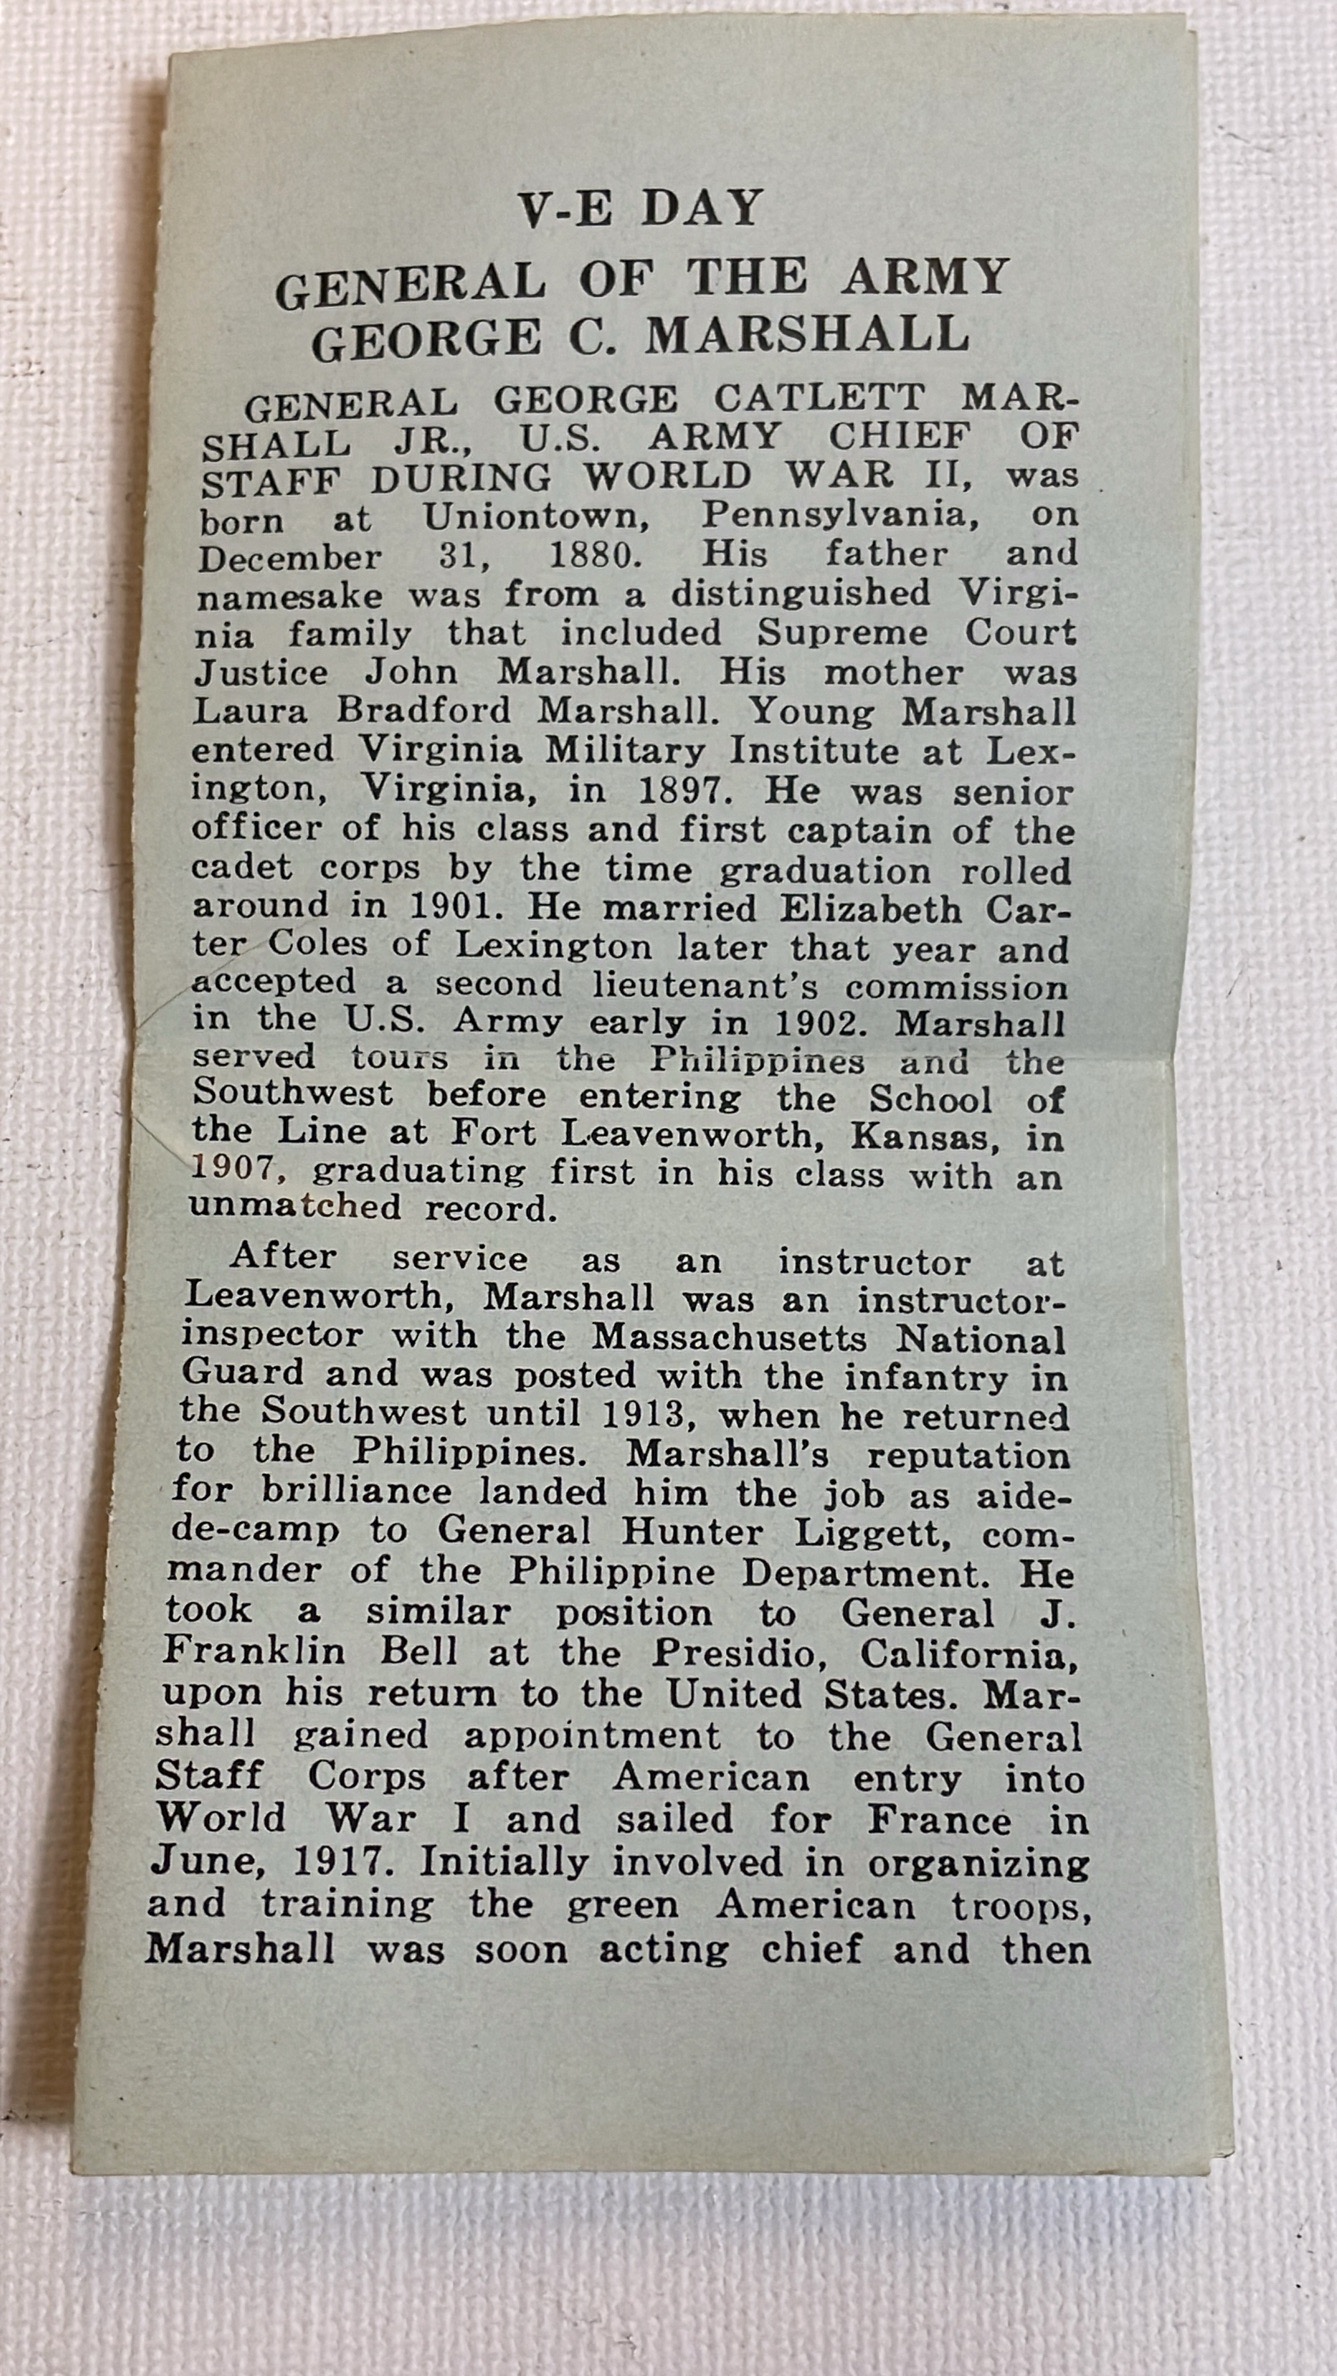 V-E DAY
GENERAL OF THE ARMY
GEORGE C. MARSHALL
GENERAL GEORGE CATLETT MAR-
SHALL JR., U.S. ARMY CHIEF OF
STAFF DURING WORLD WAR II, was
born at Uniontown, Pennsylvania, on
December 31, 1880. His father and
namesake was from a distinguished Virgi-
nia family that included Supreme Court
Justice John Marshall. His mother was
Laura Bradford Marshall. Young Marshall
entered Virginia Military Institute at Lex-
ington, Virginia, in 1897. He was senior
officer of his class and first captain of the
cadet corps by the time graduation rolled
around in 1901. He married Elizabeth Car-
ter Coles of Lexington later that year and
accepted a second lieutenant's commission
in the U.S. Army early in 1902. Marshall
served tours in the Philippines and the
Southwest before entering the School of
the Line at Fort Leavenworth, Kansas, in
1907, graduating first in his class with an
unmatched record.
After service as an instructor at
Leavenworth, Marshall was an instructor-
inspector with the Massachusetts National
Guard and was posted with the infantry in
the Southwest until 1913, when he returned
to the Philippines. Marshall's reputation
for brilliance landed him the job as aide-
de-camp to General Hunter Liggett, com-
mander of the Philippine Department. He
took a similar position to General J.
Franklin Bell at the Presidio, California,
upon his return to the United States. Mar-
shall gained appointment to the General
Staff Corps after American entry into
World War I and sailed for France in
June, 1917. Initially involved in organizing
and training the green American troops,
Marshall was soon acting chief and then